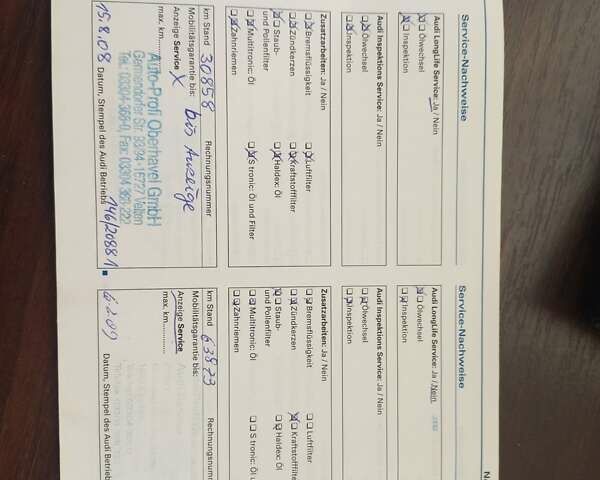 Service-Nachweise
Audi LongLife Service: Ja / Nein
Ölwechsel
Inspektion
Audi Inspektions Service: Ja / Nein
Ölwechsel
Inspektion
Zusatzarbeiten: Ja / Nein
Bremsflüssigkeit
Luftfilter
Zündkerzen
Kraftstofffilter
Staub-
und Pollenfilter
Haldex: Öl
Multitronic: Öl
S tronic: Öl und Filter
Zahnriemen
km Stand 30858
Rechnungsnummer
Mobilitätsgarantie bis: bis Anzeige
Anzeige Service X
max. km
Auto-Profi Oberhavel GmbH
15.8.08
146/20881
Datum, Stempel des Audi Betriebs
Service-Nachweise
Audi LongLife Service: Ja / Nein
Ölwechsel
Inspektion
Audi Inspektions Service: Ja / Nein
Ölwechsel
Inspektion
Zusatzarbeiten: Ja / Nein
Bremsflüssigkeit
Luftfilter
Zündkerzen
Kraftstofffilter
Staub-
und Pollenfilter
Haldex: Öl
Multitronic: Öl
S tronic: Öl
Zahnriemen
km Stand 63873
Rechnungsnumm
Mobilitätsgarantie bis:
Anzeige Service
max. km
Datum, Stempel des Audi Betri